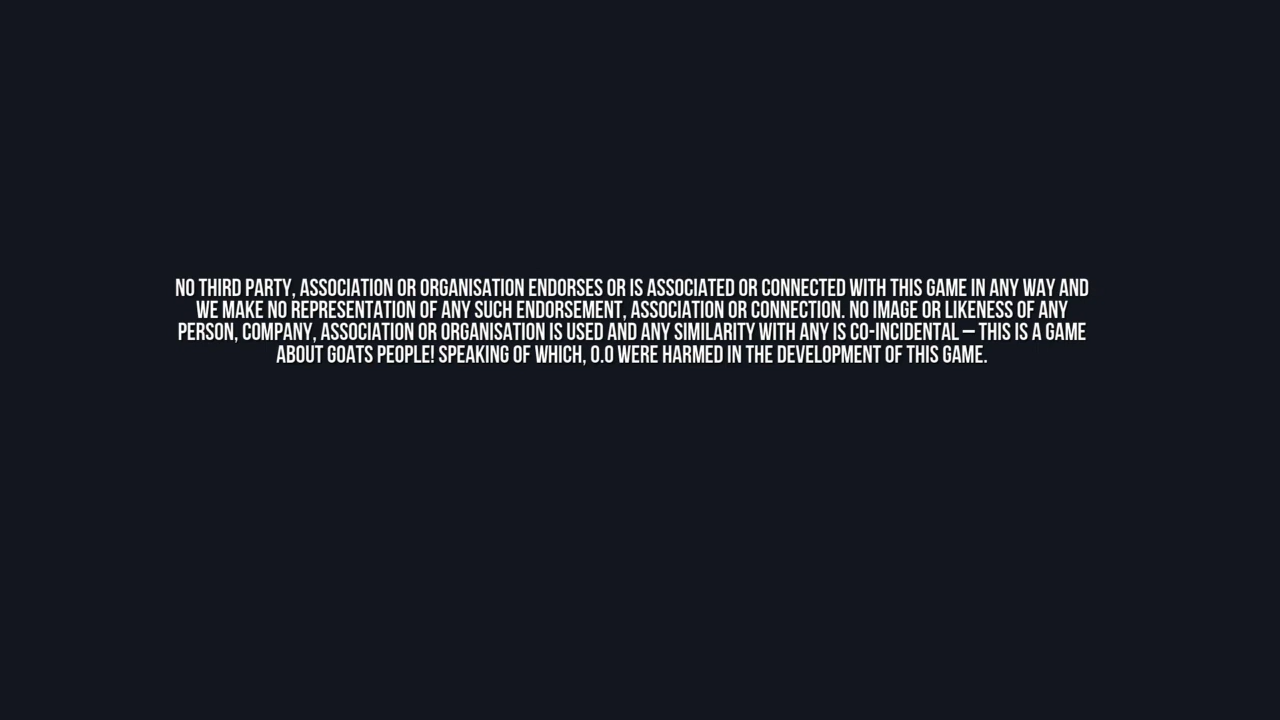 NO THIRD PARTY, ASSOCIATION OR ORGANISATION ENDORSES OR IS ASSOCIATED OR CONNECTED WITH THIS GAME IN ANY WAY AND
WE MAKE NO REPRESENTATION OF ANY SUCH ENDORSEMENT, ASSOCIATION OR CONNECTION. NO IMAGE OR LIKENESS OF ANY
PERSON, COMPANY, ASSOCIATION OR ORGANISATION IS USED AND ANY SIMILARITY WITH ANY IS CO-INCIDENTAL – THIS IS A GAME
ABOUT GOATS PEOPLE! SPEAKING OF WHICH, 0.0 WERE HARMED IN THE DEVELOPMENT OF THIS GAME.